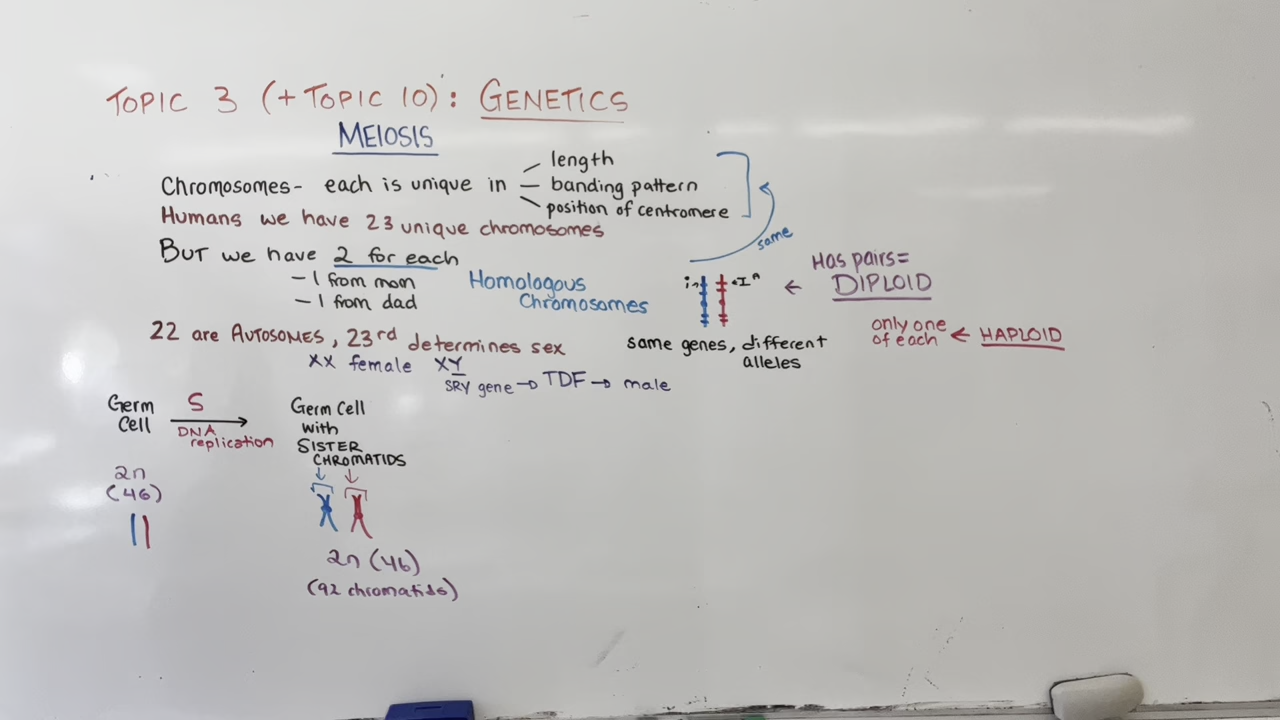 TOPIC 3 (+ TOPIC 10): GENETICS
MEIOSIS
Chromosomes- each is unique in
length
banding pattern
position of centromere
Humans we have 23 unique chromosomes
BUT we have 2 for each
same
- 1 from mom
- 1 from dad
Homologous
Chromosomes
i→
←Iᴬ
← Has pairs =
DIPLOID
same genes, different
alleles
only one
of each ← HAPLOID
22 are AUTOSOMES, 23rd determines sex
XX female XY
SRY gene → TDF → male
Germ
Cell
S
DNA
replication
Germ Cell
with
SISTER
CHROMATIDS
2n
(46)
2n (46)
(92 chromatids)